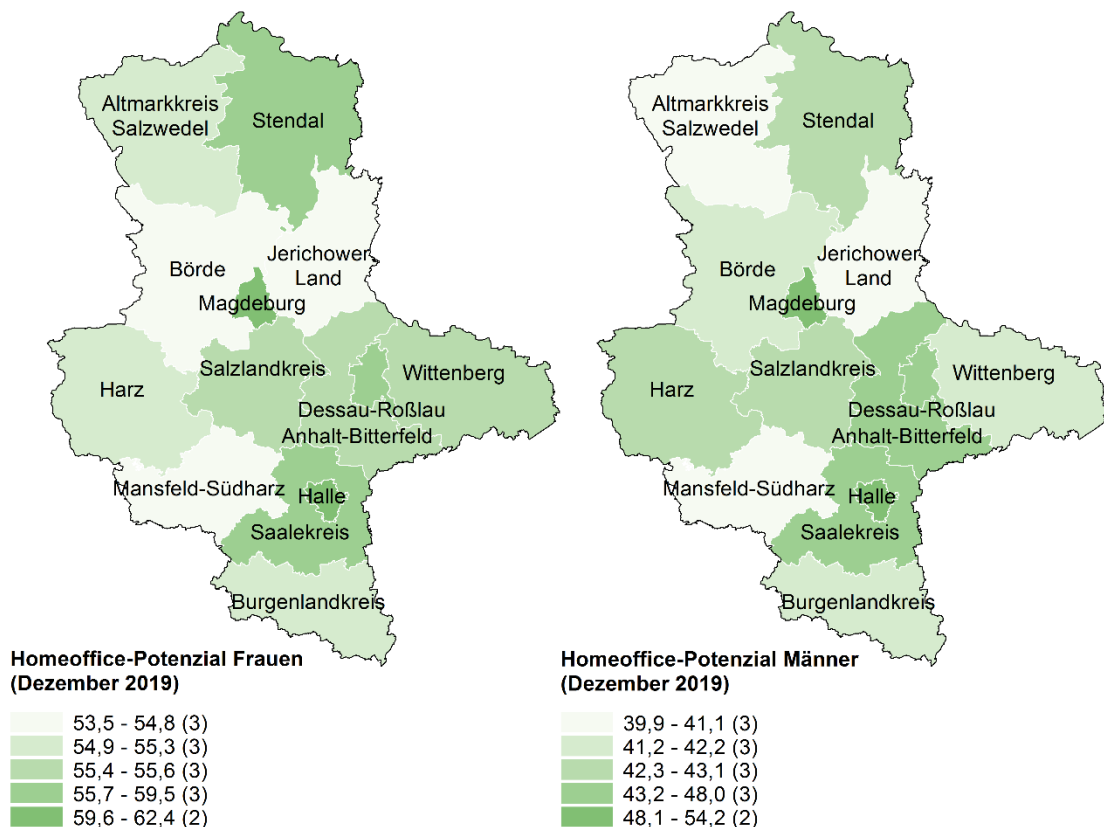 Altmarkkreis
Salzwedel
Stendal
Börde
Jerichower
Land
Magdeburg
Harz
Salzlandkreis
Wittenberg
Dessau-Roßlau
Anhalt-Bitterfeld
Mansfeld-Südharz
Halle
Saalekreis
Burgenlandkreis
Homeoffice-Potenzial Frauen
(Dezember 2019)
53,5 - 54,8 (3)
54,9 - 55,3 (3)
55,4 - 55,6 (3)
55,7 - 59,5 (3)
59,6 - 62,4 (2)
Altmarkkreis
Salzwedel
Stendal
Börde
Jerichower
Land
Magdeburg
Harz
Salzlandkreis
Wittenberg
Dessau-Roßlau
Anhalt-Bitterfeld
Mansfeld-Südharz
Halle
Saalekreis
Burgenlandkreis
Homeoffice-Potenzial Männer
(Dezember 2019)
39,9 - 41,1 (3)
41,2 - 42,2 (3)
42,3 - 43,1 (3)
43,2 - 48,0 (3)
48,1 - 54,2 (2)